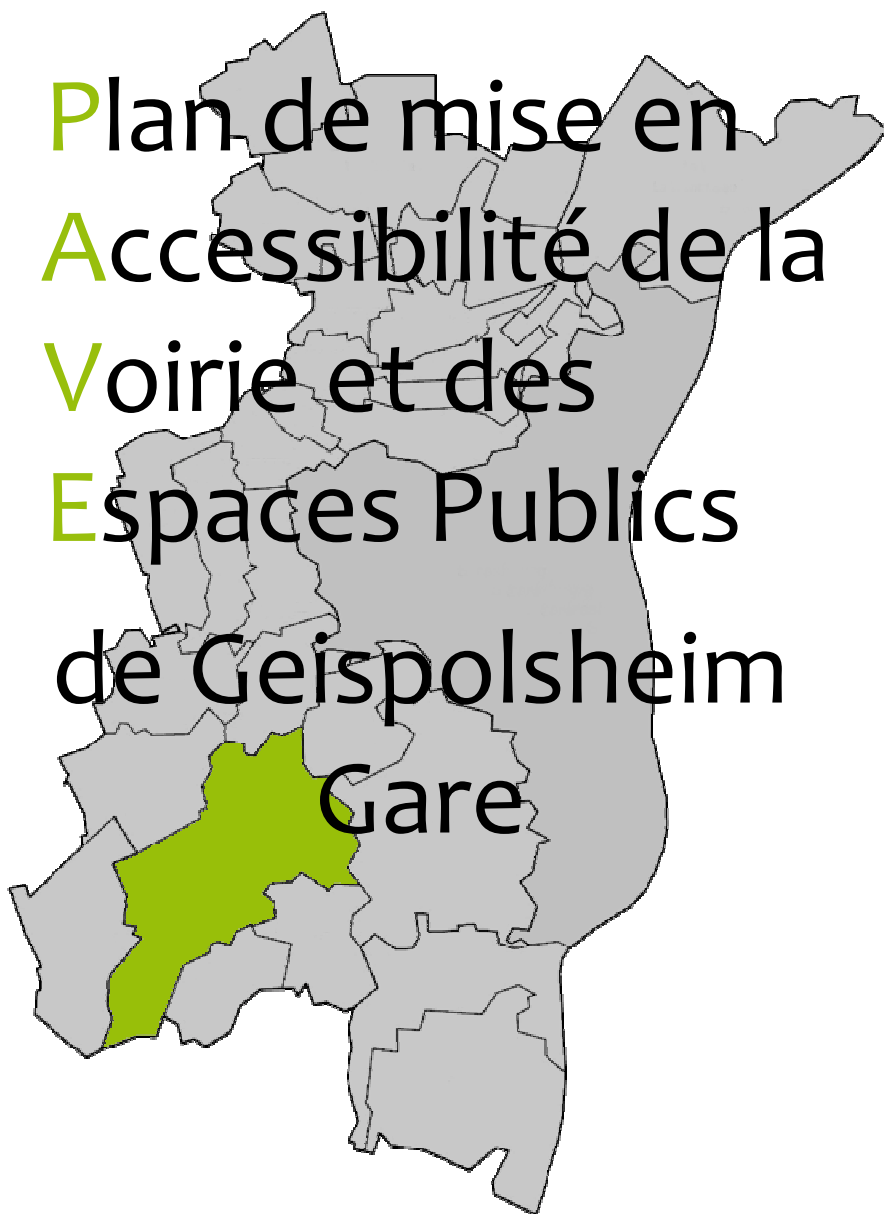 Plan de mise en
Accessibilité de la
Voirie et des
Espaces Publics
de Geispolsheim
Gare